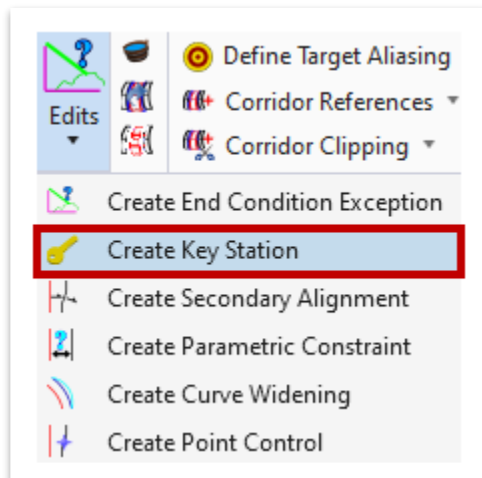 Edits
Define Target Aliasing
Corridor References
Corridor Clipping
Create End Condition Exception
Create Key Station
Create Secondary Alignment
Create Parametric Constraint
Create Curve Widening
Create Point Control